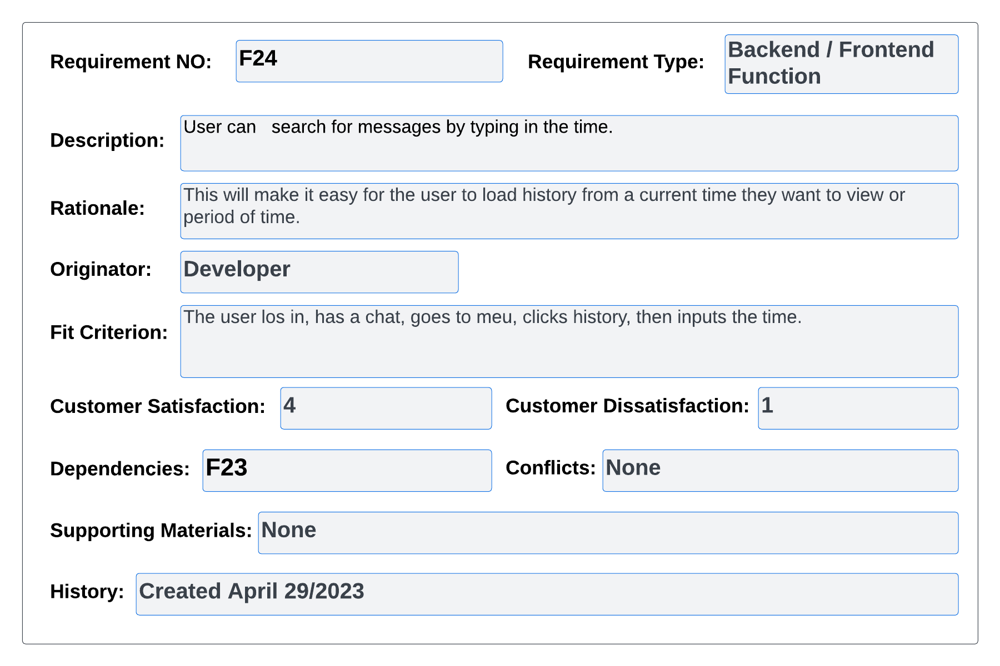 Requirement NO: F24 Requirement Type: Backend / Frontend
Function
Description: User can   search for messages by typing in the time.
Rationale: This will make it easy for the user to load history from a current time they want to view or
period of time.
Originator: Developer
Fit Criterion: The user los in, has a chat, goes to meu, clicks history, then inputs the time.
Customer Satisfaction: 4 Customer Dissatisfaction: 1
Dependencies: F23 Conflicts: None
Supporting Materials: None
History: Created April 29/2023